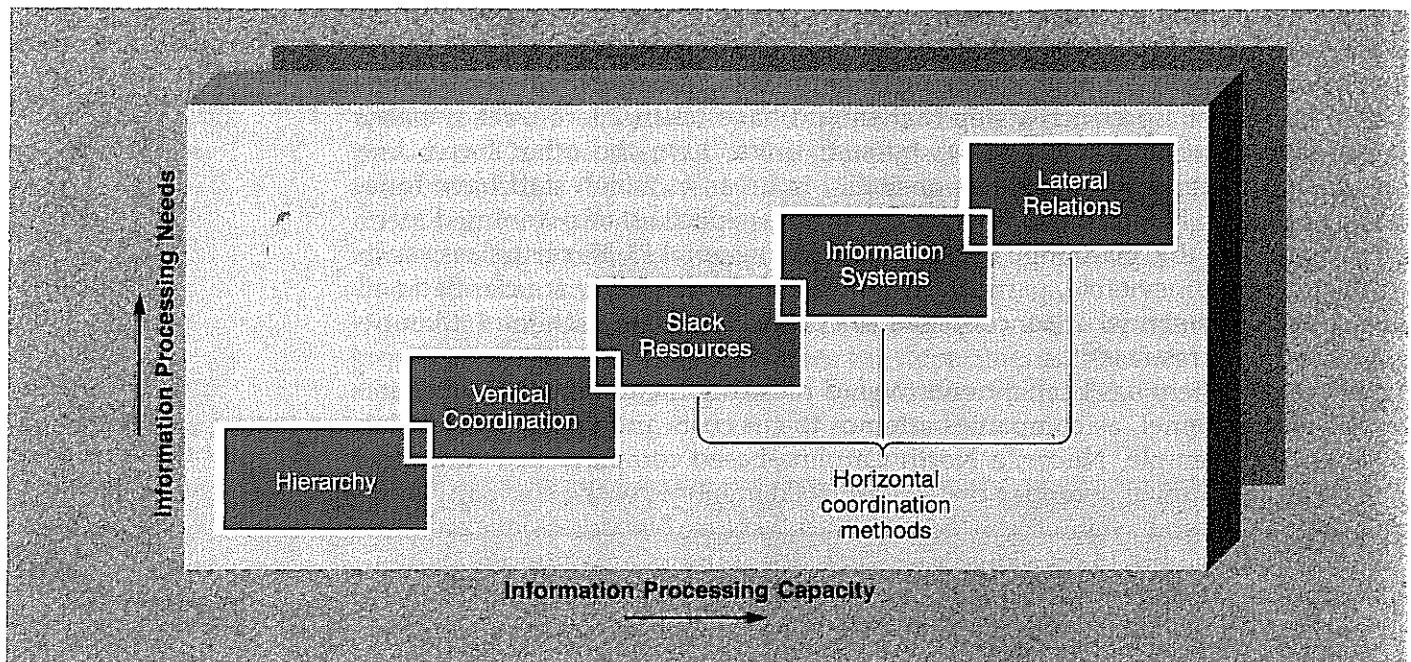 Information Processing Needs
Lateral
Relations
Information
Systems
Slack
Resources
Vertical
Coordination
Hierarchy
Horizontal
coordination
methods
Information Processing Capacity